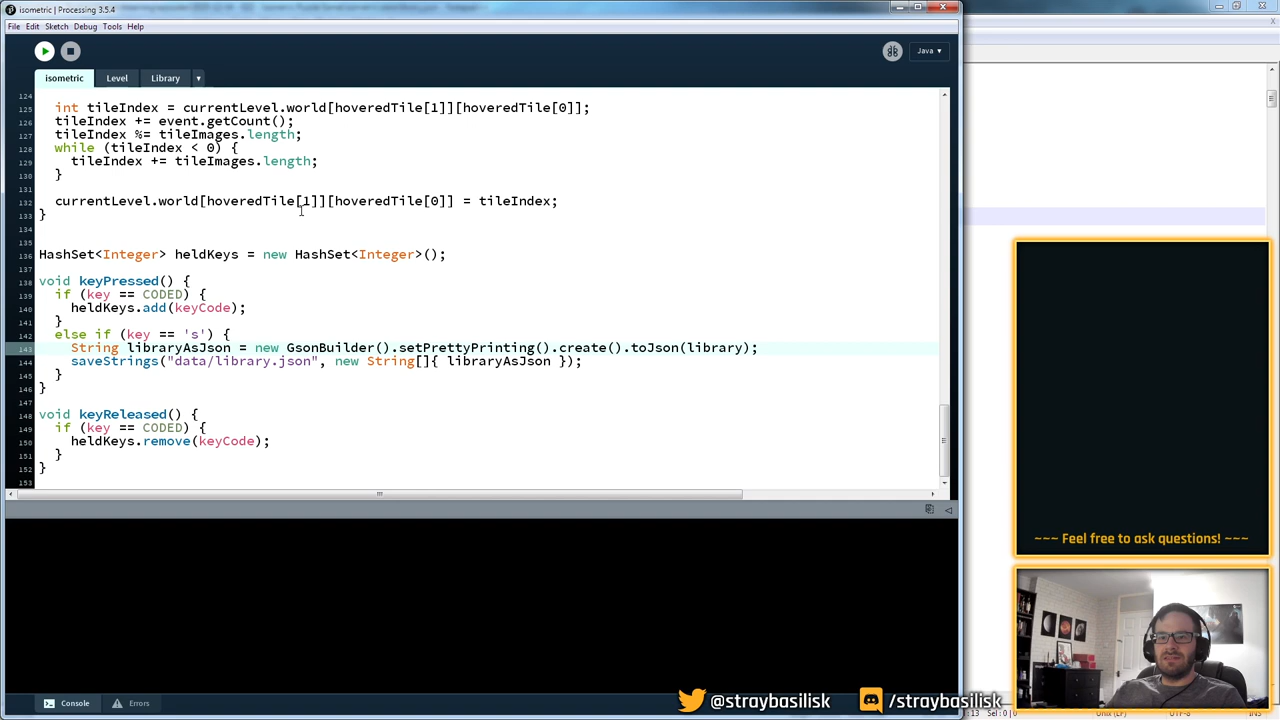 isometric | Processing 3.5.4
File Edit Sketch Debug Tools Help
Java ▾
isometric Level Library ▾
124
125 int tileIndex = currentLevel.world[hoveredTile[1]][hoveredTile[0]];
126 tileIndex += event.getCount();
127 tileIndex %= tileImages.length;
128 while (tileIndex < 0) {
129 tileIndex += tileImages.length;
130 }
131
132 currentLevel.world[hoveredTile[1]][hoveredTile[0]] = tileIndex;
133 }
134
135
136 HashSet<Integer> heldKeys = new HashSet<Integer>();
137
138 void keyPressed() {
139 if (key == CODED) {
140 heldKeys.add(keyCode);
141 }
142 else if (key == 's') {
143 String libraryAsJson = new GsonBuilder().setPrettyPrinting().create().toJson(library);
144 saveStrings("data/library.json", new String[]{ libraryAsJson });
145 }
146 }
147
148 void keyReleased() {
149 if (key == CODED) {
150 heldKeys.remove(keyCode);
151 }
152 }
153
~~~ Feel free to ask questions! ~~~
Console Errors
@straybasilisk /straybasilisk